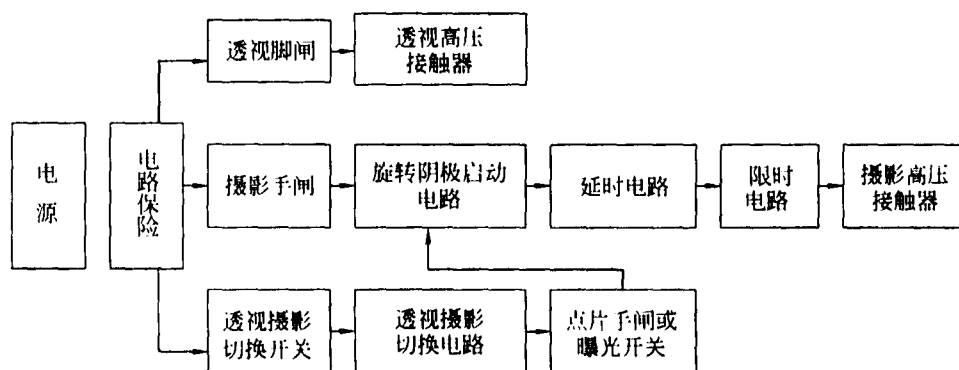 透视脚闸
透视高压
接触器
电
源
电路保险
摄影手闸
旋转阴极启动
电路
延时电路
限时
电路
摄影高压
接触器
透视摄影
切换开关
透视摄影
切换电路
点片手闸或
曝光开关